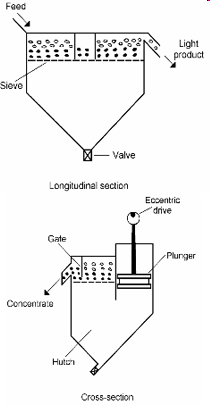 Feed
Light
product
Sieve
Valve
Longitudinal section
Eccentric
drive
Gate
Plunger
Concentrate
Hutch
Cross-section